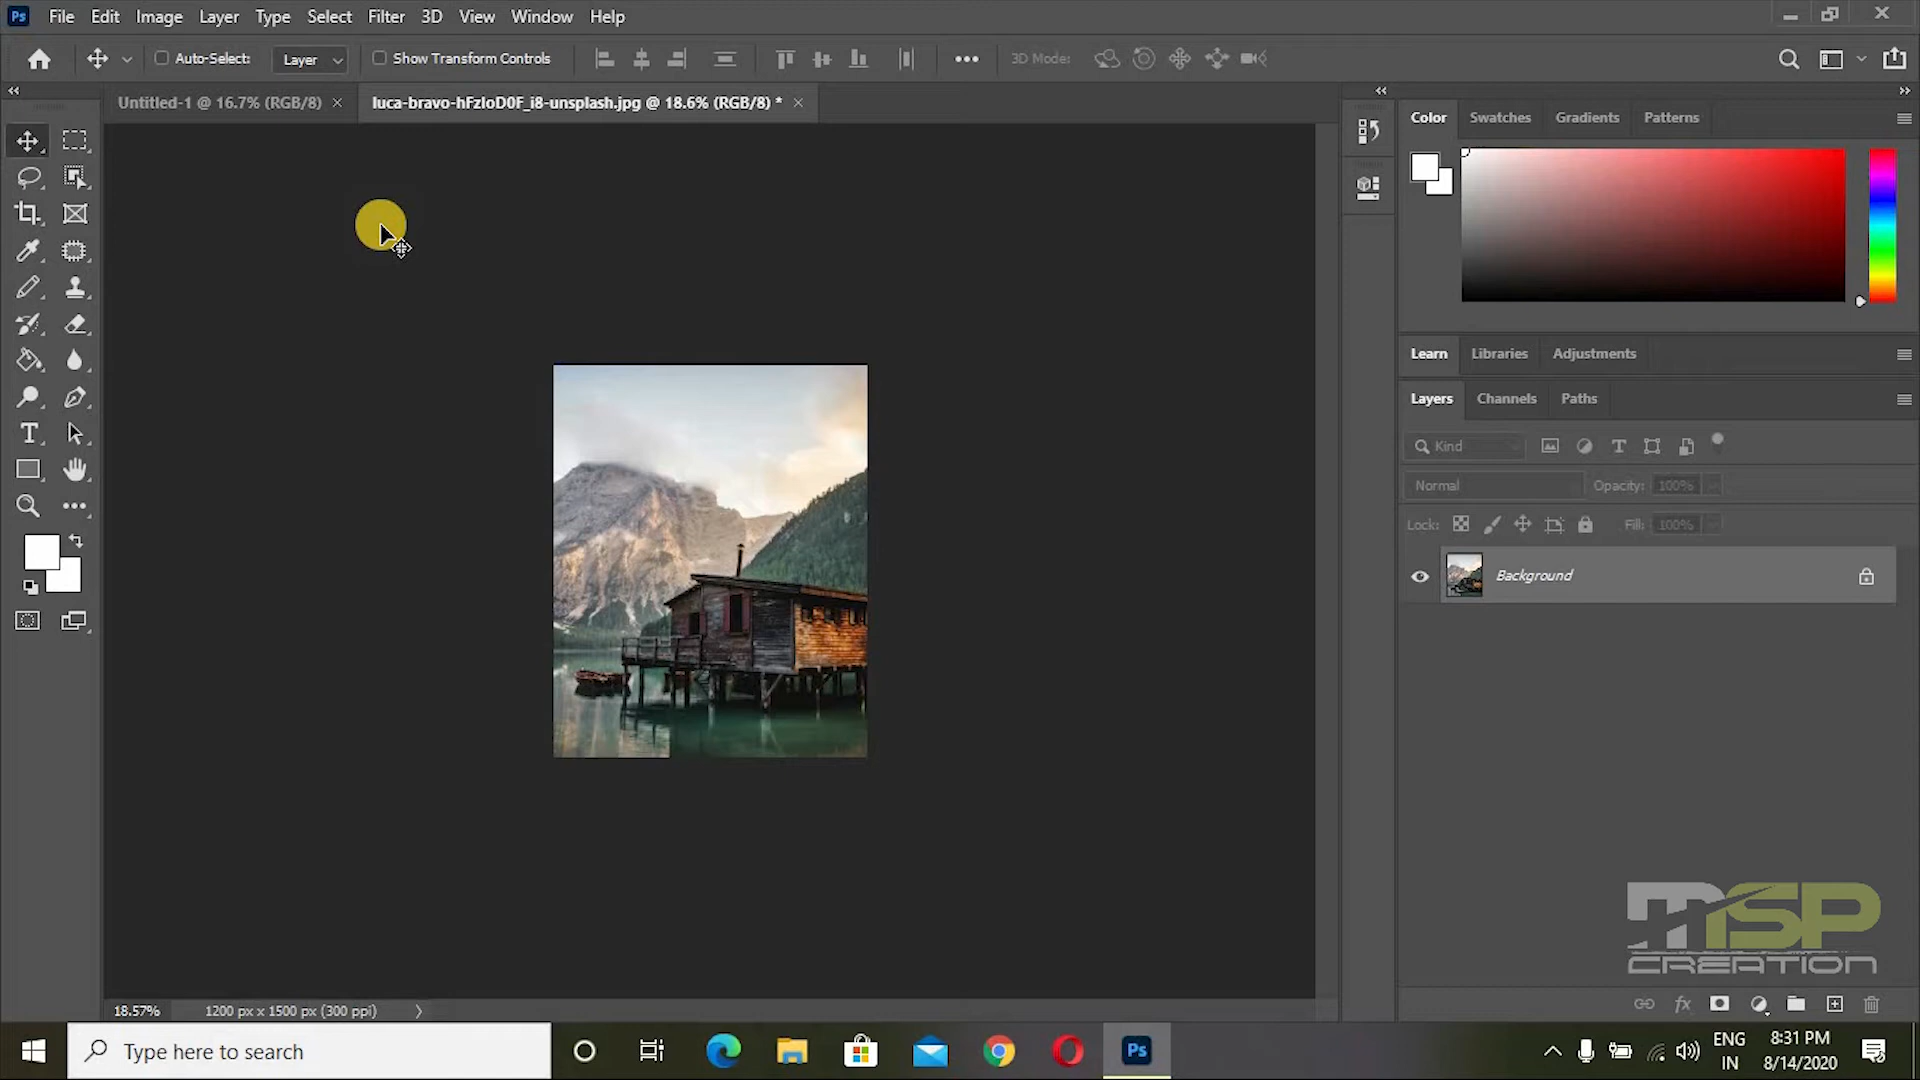 Ps File Edit Image Layer Type Select Filter 3D View Window Help
Auto-Select: Layer Show Transform Controls 3D Mode:
Untitled-1 @ 16.7% (RGB/8) × luca-bravo-hFzIoD0F_i8-unsplash.jpg @ 18.6% (RGB/8) * ×
Color Swatches Gradients Patterns
Learn Libraries Adjustments
Layers Channels Paths
Kind
Normal Opacity: 100%
Lock: Fill: 100%
Background
MSP
CREATION
18.57% 1200 px x 1500 px (300 ppi)
fx
Type here to search
Ps
ENG
IN
8:31 PM
8/14/2020